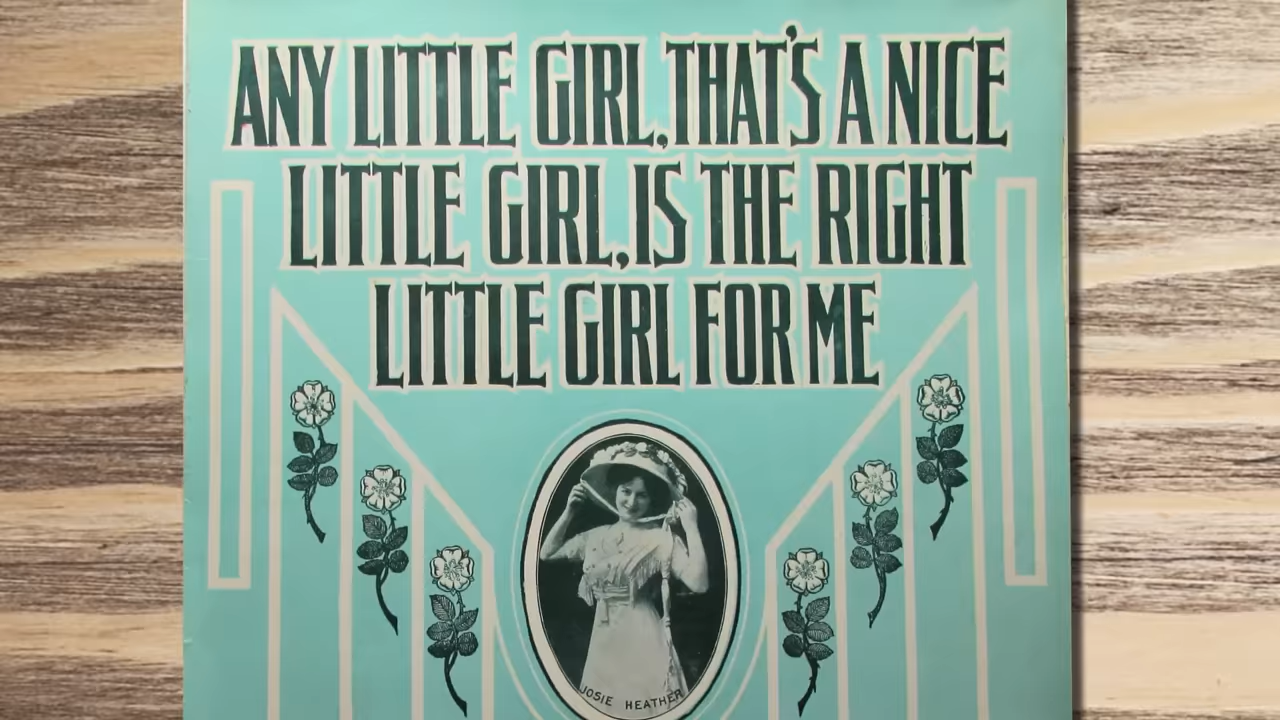 ANY LITTLE GIRL, THAT'S A NICE
LITTLE GIRL, IS THE RIGHT
LITTLE GIRL FOR ME
JOSIE HEATHER